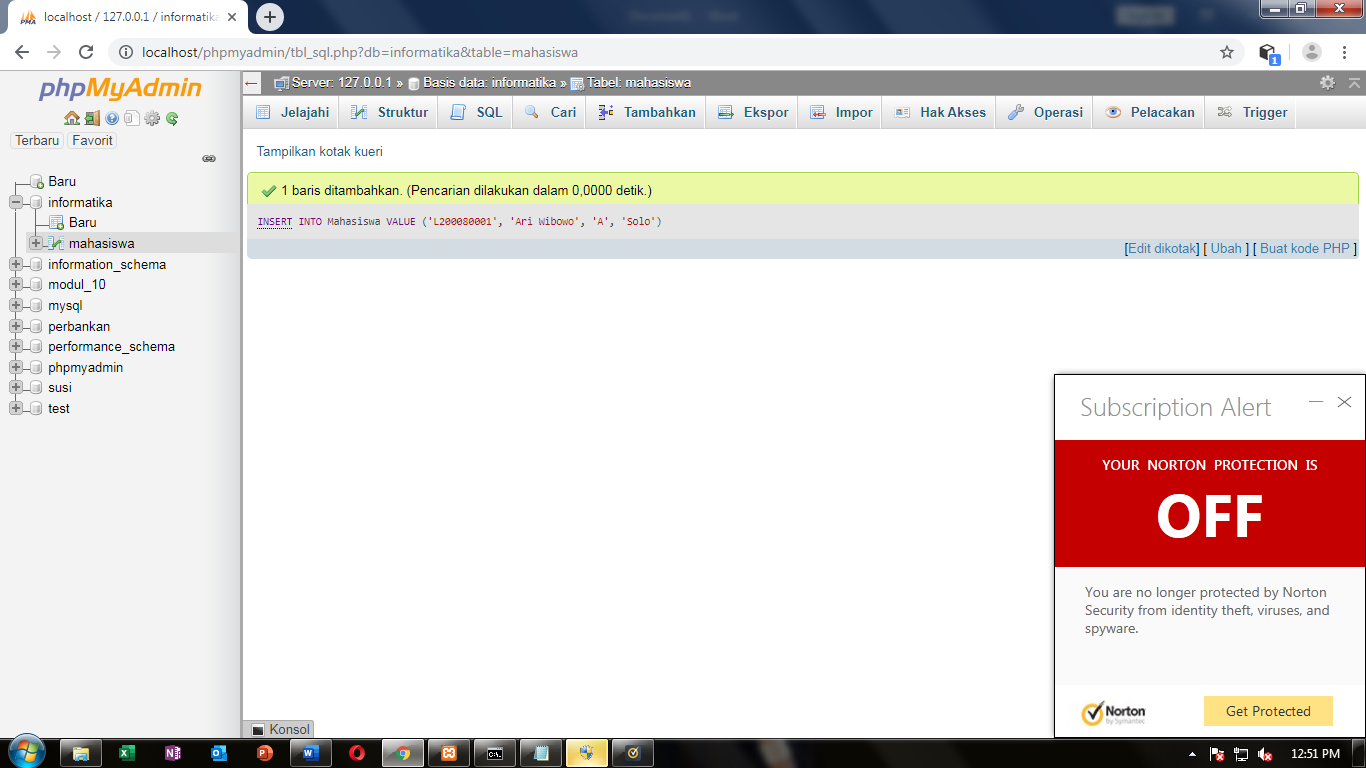 localhost / 127.0.0.1 / informatika
localhost/phpmyadmin/tbl_sql.php?db=informatika&table=mahasiswa
1
phpMyAdmin
Terbaru Favorit
Baru
informatika
Baru
mahasiswa
information_schema
modul_10
mysql
perbankan
performance_schema
phpmyadmin
susi
test
Server: 127.0.0.1 » Basis data: informatika » Tabel: mahasiswa
Jelajahi Struktur SQL Cari Tambahkan Ekspor Impor Hak Akses Operasi Pelacakan Trigger
Tampilkan kotak kueri
1 baris ditambahkan. (Pencarian dilakukan dalam 0,0000 detik.)
INSERT INTO Mahasiswa VALUE ('L200080001', 'Ari Wibowo', 'A', 'Solo')
[Edit dikotak] [ Ubah ] [ Buat kode PHP ]
Subscription Alert
YOUR NORTON PROTECTION IS
OFF
You are no longer protected by Norton
Security from identity theft, viruses, and
spyware.
Norton
by Symantec
Get Protected
Konsol
12:51 PM